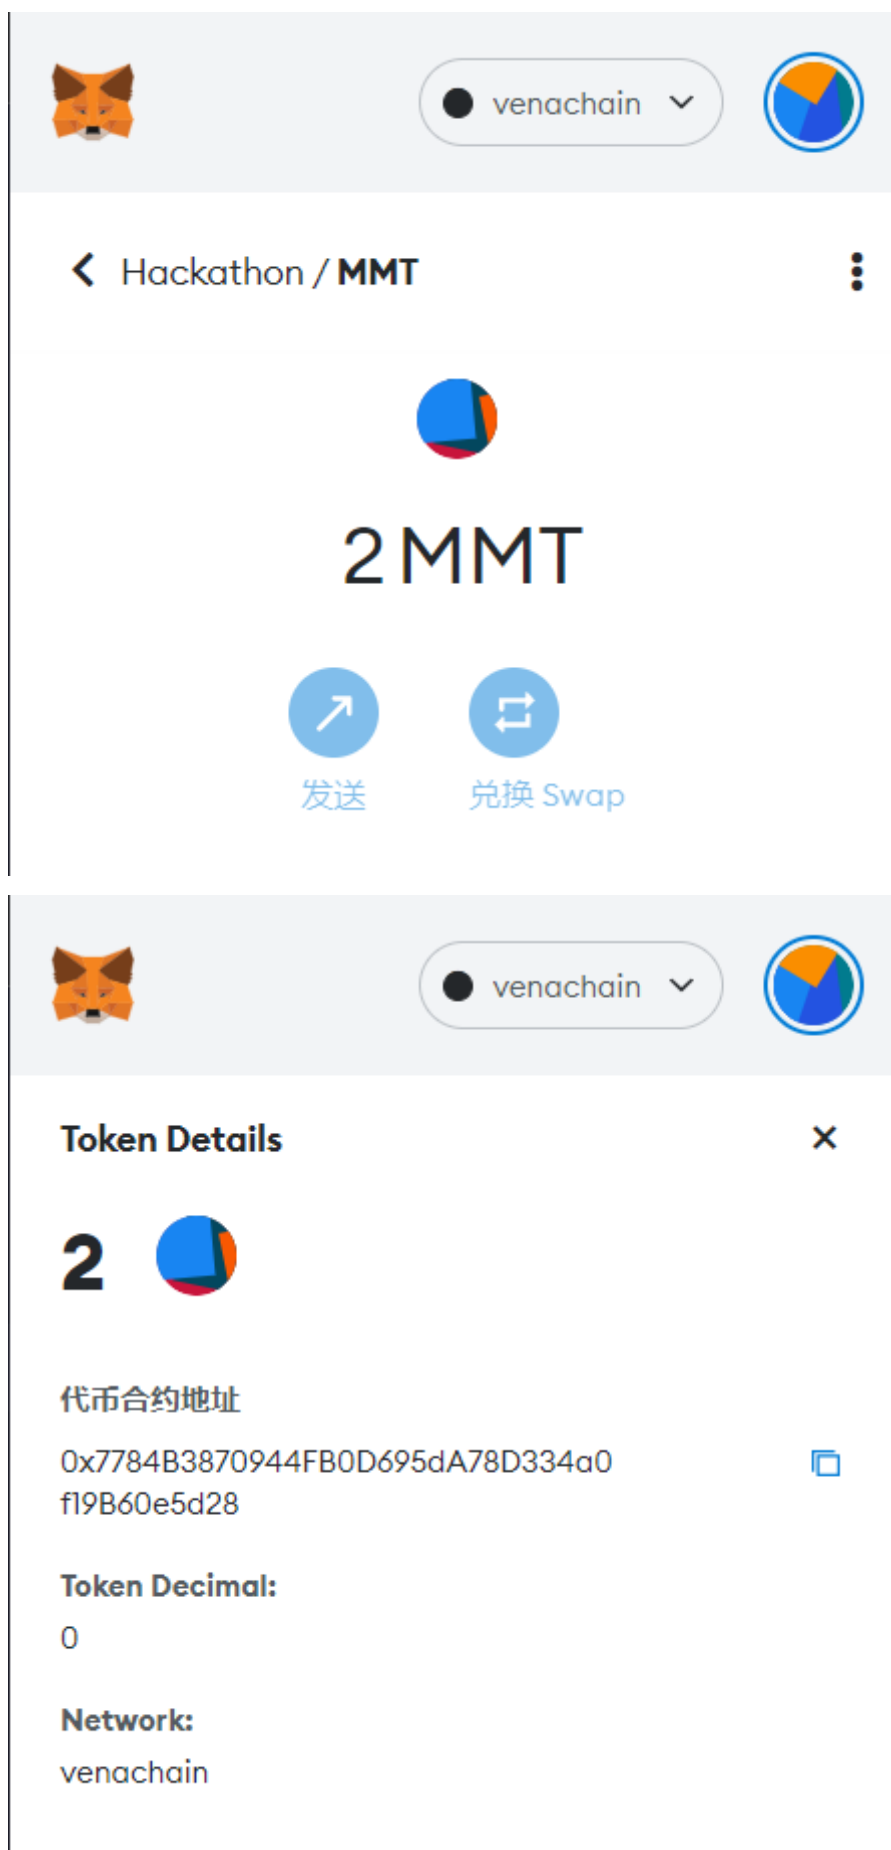 venachain
Hackathon / MMT
2 MMT
发送
兑换 Swap
venachain
Token Details
2
代币合约地址
0x7784B3870944FB0D695dA78D334a0
f19B60e5d28
Token Decimal:
0
Network:
venachain